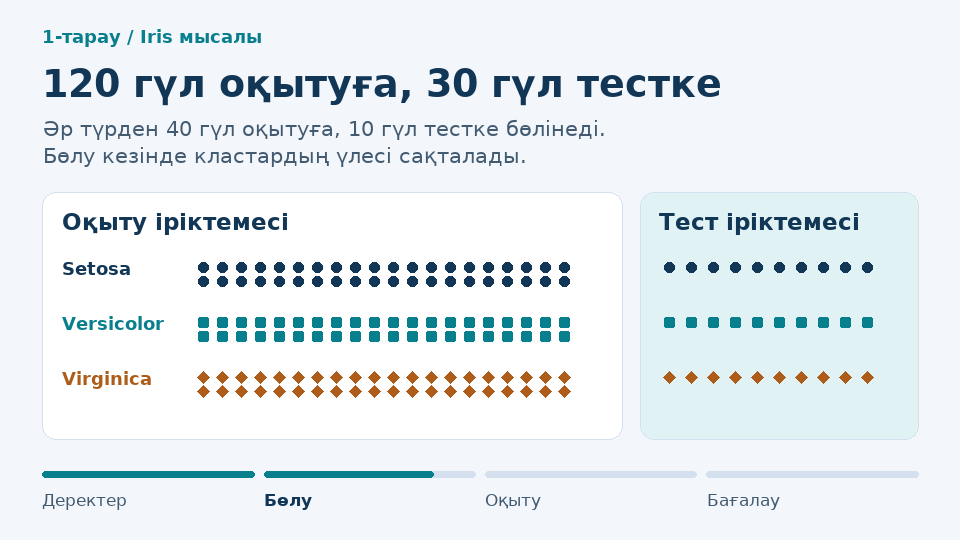 1-тарау / Iris мысалы
120 гүл оқытуға, 30 гүл тестке
Әр түрден 40 гүл оқытуға, 10 гүл тестке бөлінеді.
Бөлу кезінде кластардың үлесі сақталады.
Оқыту іріктемесі
Setosa
Versicolor
Virginica
Тест іріктемесі
Деректер
Бөлу
Оқыту
Бағалау